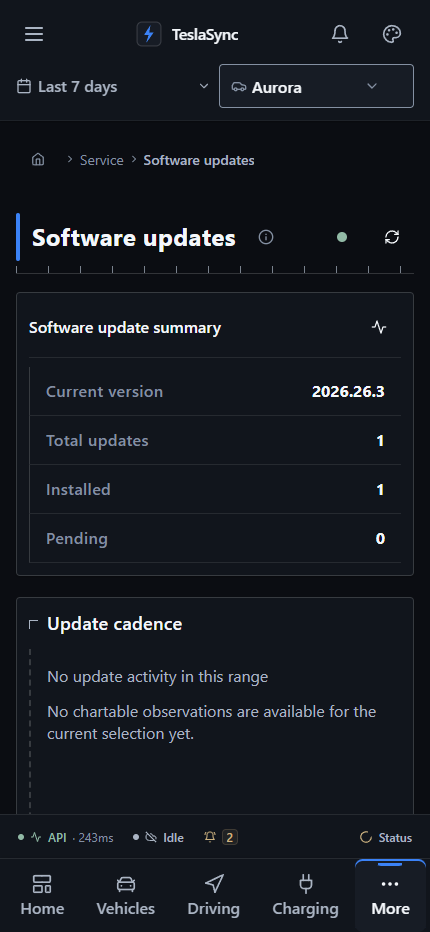 TeslaSync
Last 7 days
Aurora
Service
Software updates
Software updates
Software update summary
Current version 2026.26.3
Total updates 1
Installed 1
Pending 0
Update cadence
No update activity in this range
No chartable observations are available for the
current selection yet.
API · 243ms Idle 2 Status
Home Vehicles Driving Charging More